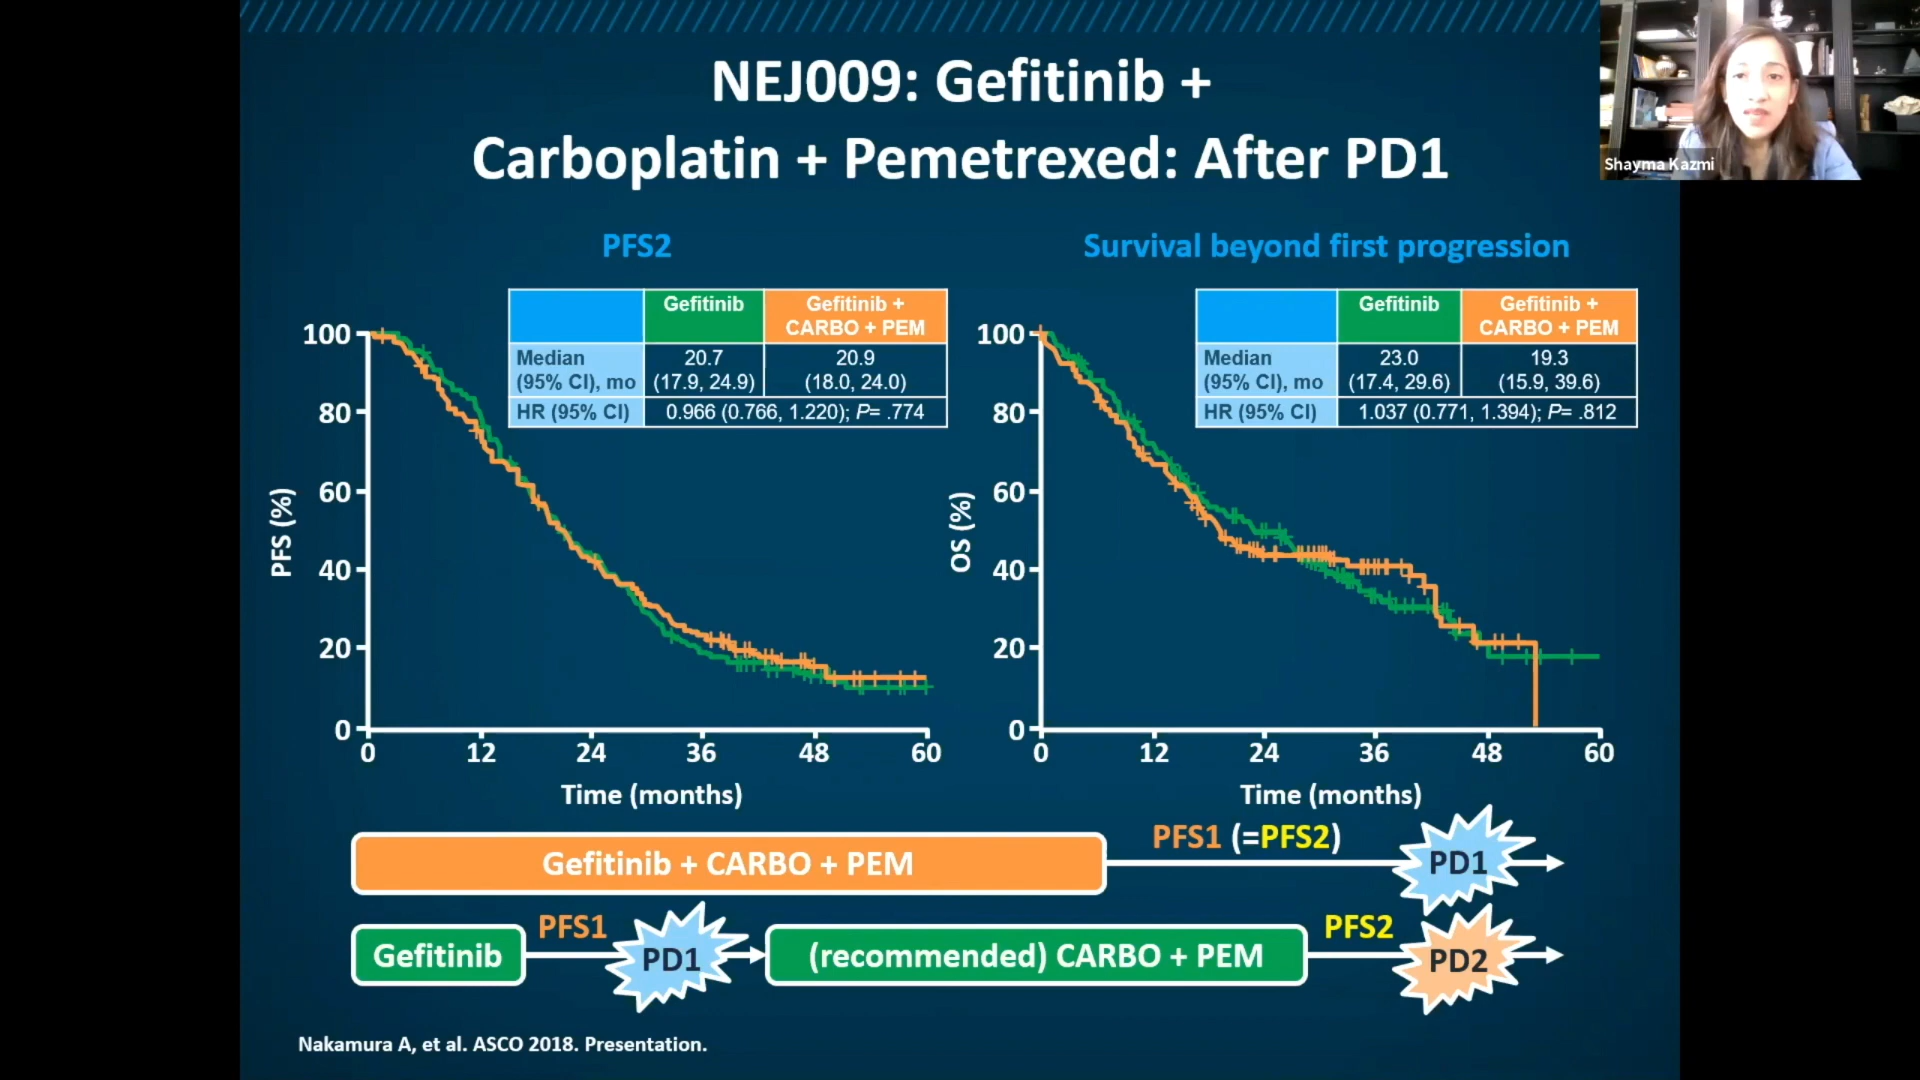 NEJ009: Gefitinib +
Carboplatin + Pemetrexed: After PD1
Shayma Kazmi
PFS2
Gefitinib
Gefitinib +
CARBO + PEM
Median
(95% CI), mo
20.7
(17.9, 24.9)
20.9
(18.0, 24.0)
HR (95% CI)
0.966 (0.766, 1.220); P= .774
PFS (%)
100
80
60
40
20
0
0
12
24
36
48
60
Time (months)
Survival beyond first progression
Gefitinib
Gefitinib +
CARBO + PEM
Median
(95% CI), mo
23.0
(17.4, 29.6)
19.3
(15.9, 39.6)
HR (95% CI)
1.037 (0.771, 1.394); P= .812
OS (%)
100
80
60
40
20
0
0
12
24
36
48
60
Time (months)
Gefitinib + CARBO + PEM
PFS1 (=PFS2)
PD1
Gefitinib
PFS1
PD1
(recommended) CARBO + PEM
PFS2
PD2
Nakamura A, et al. ASCO 2018. Presentation.